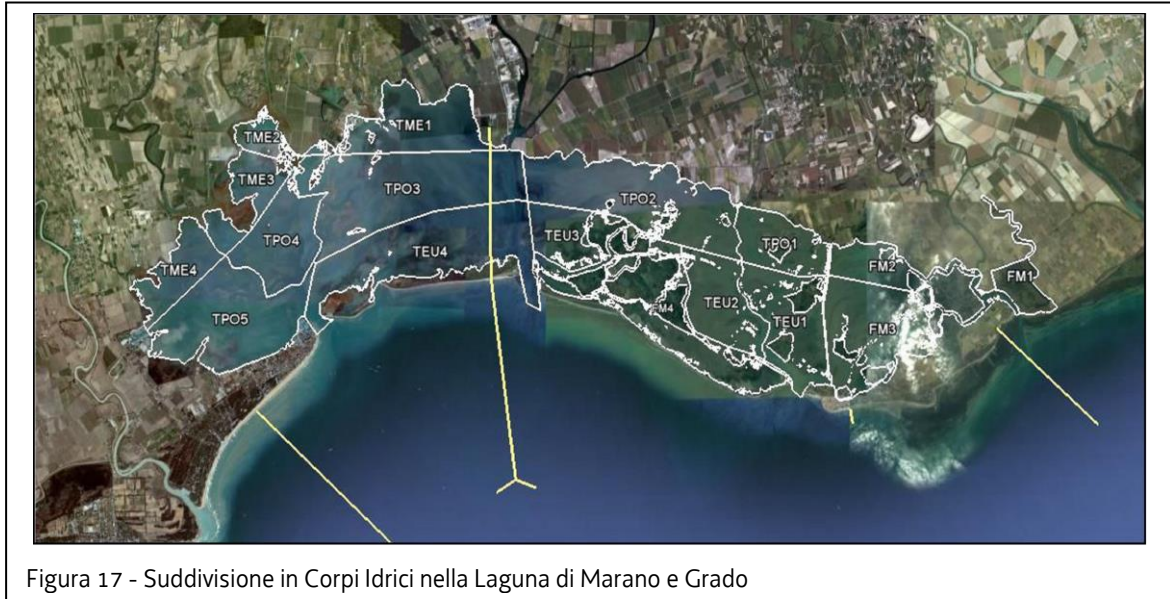 TME1
TME2
TME3
TPO3
TPO2
TPO4
TEU3
TPO1
TEU4
FM2
FM1
TME4
FM4
TEU2
TEU1
FM3
TPO5
Figura 17 - Suddivisione in Corpi Idrici nella Laguna di Marano e Grado